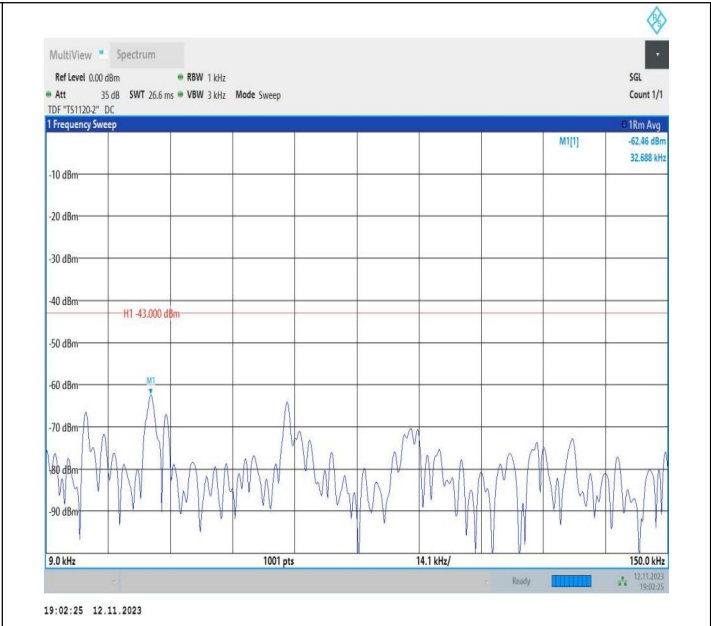 MultiView Spectrum
Ref Level 0.00 dBm RBW 1 kHz SGL
Att 35 dB SWT 26.6 ms VBW 3 kHz Mode Sweep Count 1/1
TDF "TS1120-2" DC
1 Frequency Sweep 1Rm Avg
M1[1] -62.46 dBm
32.688 kHz
-10 dBm
-20 dBm
-30 dBm
-40 dBm
H1 -43.000 dBm
-50 dBm
-60 dBm
M1
-70 dBm
-80 dBm
-90 dBm
9.0 kHz 1001 pts 14.1 kHz/ 150.0 kHz
Ready 12.11.2023
19:02:25
19:02:25 12.11.2023